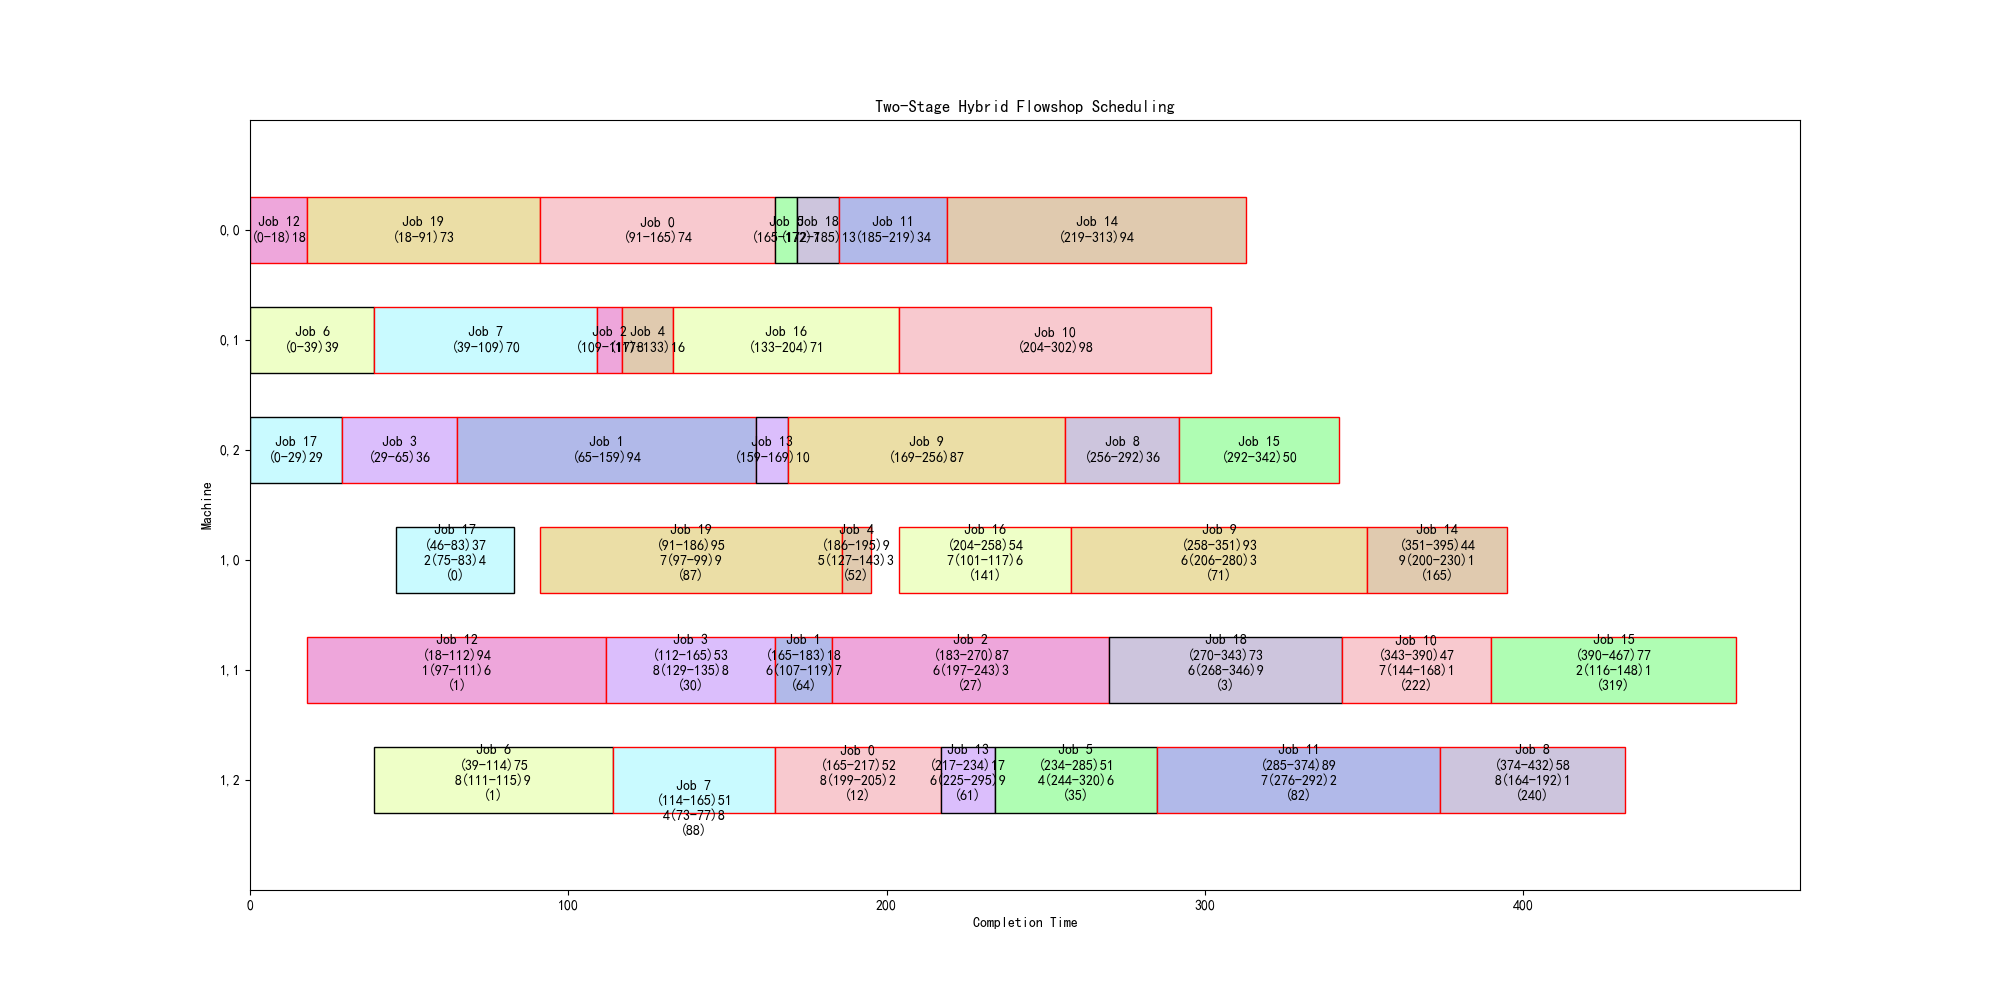 Two-Stage Hybrid Flowshop Scheduling
0,0
Job 12
(0-18)18
Job 19
(18-91)73
Job 0
(91-165)74
Job 5
(165-172)7
Job 18
(172-185)13
Job 11
(185-219)34
Job 14
(219-313)94
0,1
Job 6
(0-39)39
Job 7
(39-109)70
Job 2
(109-117)8
Job 4
(117-133)16
Job 16
(133-204)71
Job 10
(204-302)98
0,2
Job 17
(0-29)29
Job 3
(29-65)36
Job 1
(65-159)94
Job 13
(159-169)10
Job 9
(169-256)87
Job 8
(256-292)36
Job 15
(292-342)50
Machine
1,0
Job 17
(46-83)37
2(75-83)4
(0)
Job 19
(91-186)95
7(97-99)9
(87)
Job 4
(186-195)9
5(127-143)3
(52)
Job 16
(204-258)54
7(101-117)6
(141)
Job 9
(258-351)93
6(206-280)3
(71)
Job 14
(351-395)44
9(200-230)1
(165)
1,1
Job 12
(18-112)94
1(97-111)6
(1)
Job 3
(112-165)53
8(129-135)8
(30)
Job 1
(165-183)18
6(107-119)7
(64)
Job 2
(183-270)87
6(197-243)3
(27)
Job 18
(270-343)73
6(268-346)9
(3)
Job 10
(343-390)47
7(144-168)1
(222)
Job 15
(390-467)77
2(116-148)1
(319)
1,2
Job 6
(39-114)75
8(111-115)9
(1)
Job 7
(114-165)51
4(73-77)8
(88)
Job 0
(165-217)52
8(199-205)2
(12)
Job 13
(217-234)17
6(225-295)9
(61)
Job 5
(234-285)51
4(244-320)6
(35)
Job 11
(285-374)89
7(276-292)2
(82)
Job 8
(374-432)58
8(164-192)1
(240)
0
100
200
300
400
Completion Time